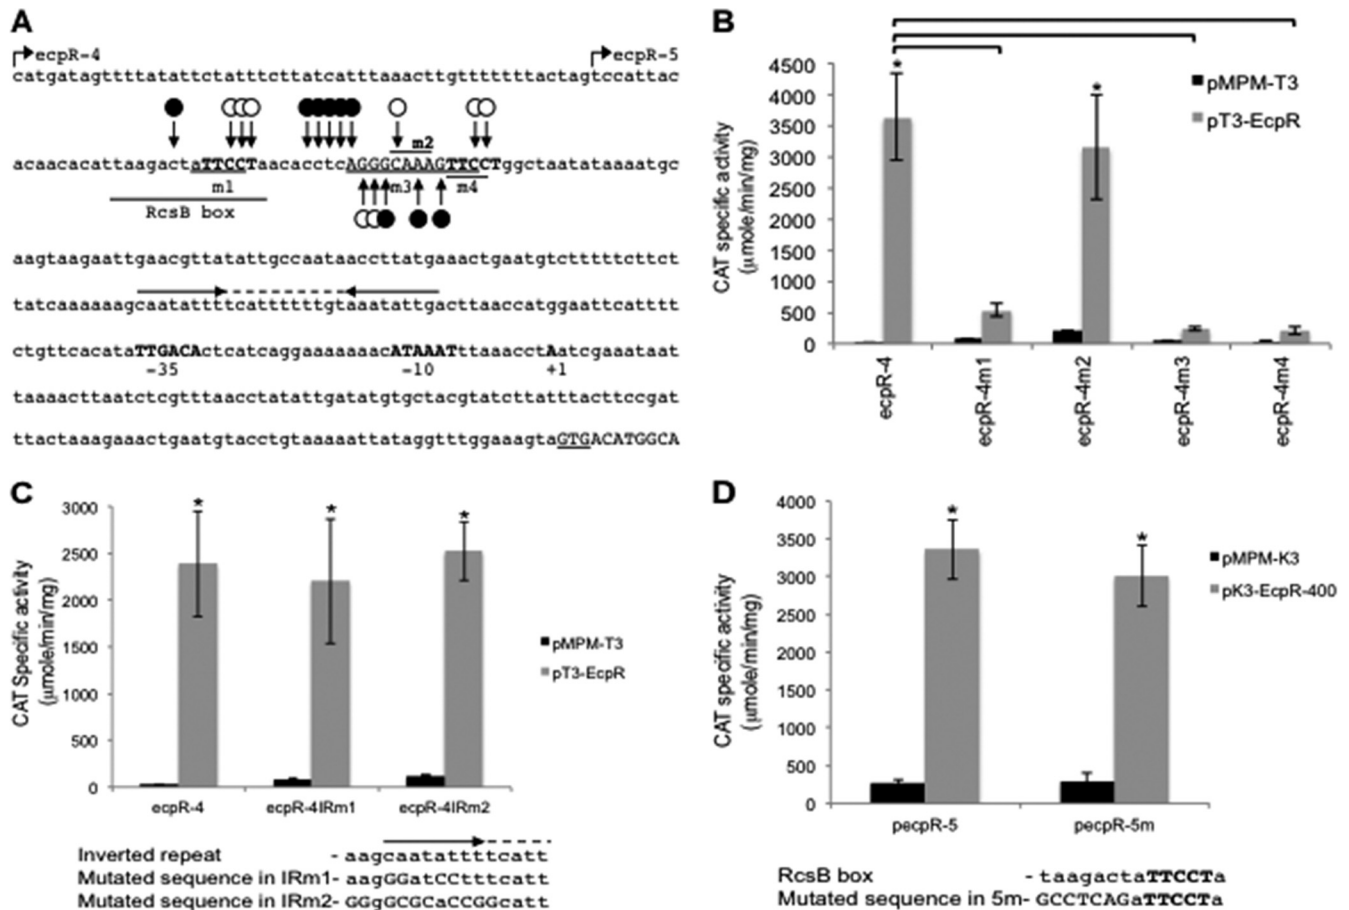 A
ecpR-4
ecpR-5
catgatagttttatattctatttcttatcatttaaacttgttttttttactagtccattac
m2
acaacacattaagactaTTCCTaacacctcAGGGCAAAGTTCCTggctaatataaaatgc
m1
m3
m4
RcsB box
aagtaagaattgaacgttatattgccaataaccttatgaaactgaatgtctttttcttct
tatcaaaaaagcaatattttcattttttgtaaatattgacttaaccatggaattcatttt
ctgttcacataTTGACActcatcaggaaaaaaacATAAATttaaacctAatcgaaataat
-35
-10
+1
taaaacttaatctcgtttaacctatattgatatgtgctacgtatcttatttacttccgat
ttactaaagaaactgaatgtacctgtaaaaattataggtttggaaagtaGTGACATGGCA
B
CAT specific activity
(µmole/min/mg)
4500
4000
3500
3000
2500
2000
1500
1000
500
0
*
*
pMPM-T3
pT3-EcpR
ecpR-4
ecpR-4m1
ecpR-4m2
ecpR-4m3
ecpR-4m4
C
CAT Specific activity
(µmole/min/mg)
3000
2500
2000
1500
1000
500
0
*
*
*
pMPM-T3
pT3-EcpR
ecpR-4
ecpR-4IRm1
ecpR-4IRm2
Inverted repeat - aagcaatattttcatt
Mutated sequence in IRm1- aagGGatCCtttcatt
Mutated sequence in IRm2- GGgGCGCACCGGcatt
D
CAT specific activity
(µmole/min/mg)
4000
3500
3000
2500
2000
1500
1000
500
0
*
*
pMPM-K3
pK3-EcpR-400
pecpR-5
pecpR-5m
RcsB box - taagactaTTCCTa
Mutated sequence in 5m- GCCTCAGaTTCCTa